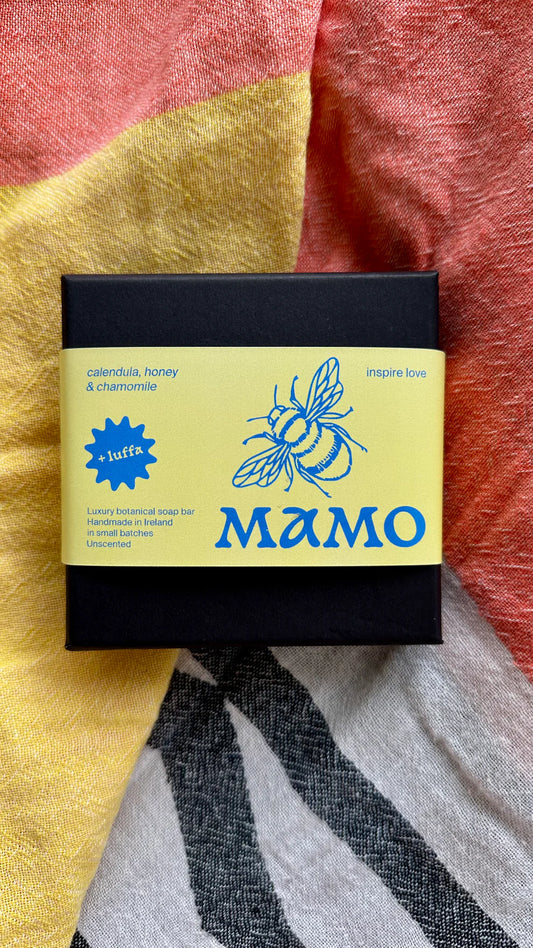 calendula, honey
& chamomile
inspire love
+ luffa
Luxury botanical soap bar
Handmade in Ireland
in small batches
Unscented
MaMO